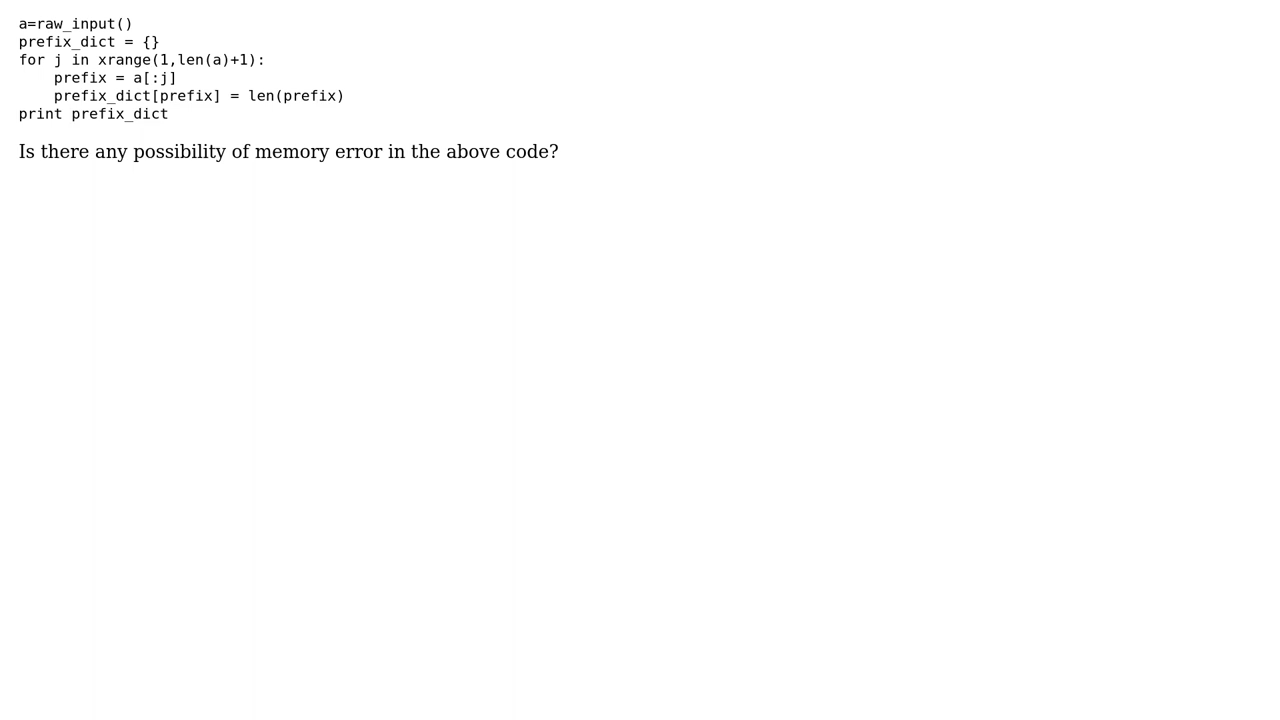 a=raw_input()
prefix_dict = {}
for j in xrange(1,len(a)+1):
    prefix = a[:j]
    prefix_dict[prefix] = len(prefix)
print prefix_dict
Is there any possibility of memory error in the above code?